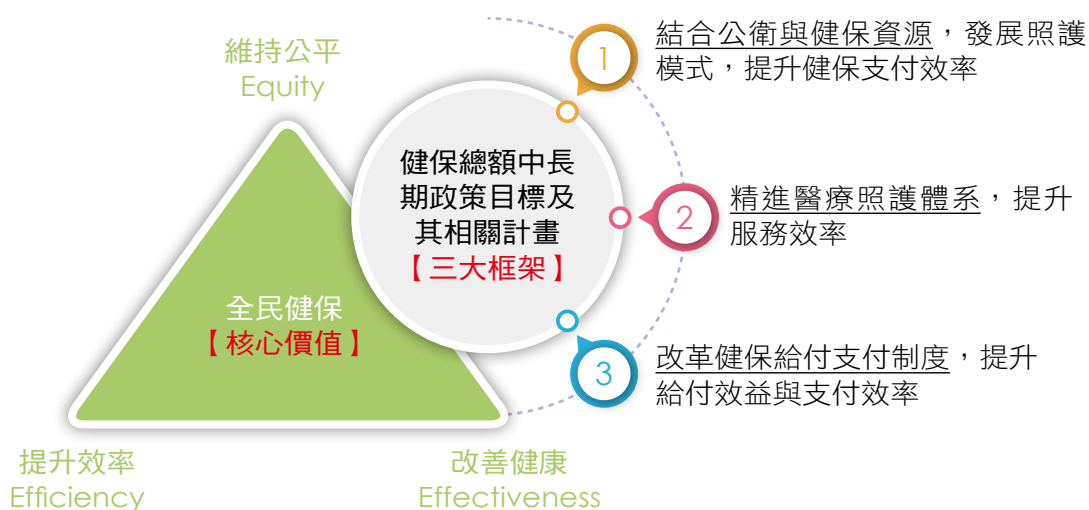 維持公平
Equity
全民健保
【核心價值】
提升效率
Efficiency
改善健康
Effectiveness
健保總額中長
期政策目標及
其相關計畫
【三大框架】
1
結合公衛與健保資源，發展照護
模式，提升健保支付效率
2
精進醫療照護體系，提升
服務效率
3
改革健保給付支付制度，提升
給付效益與支付效率